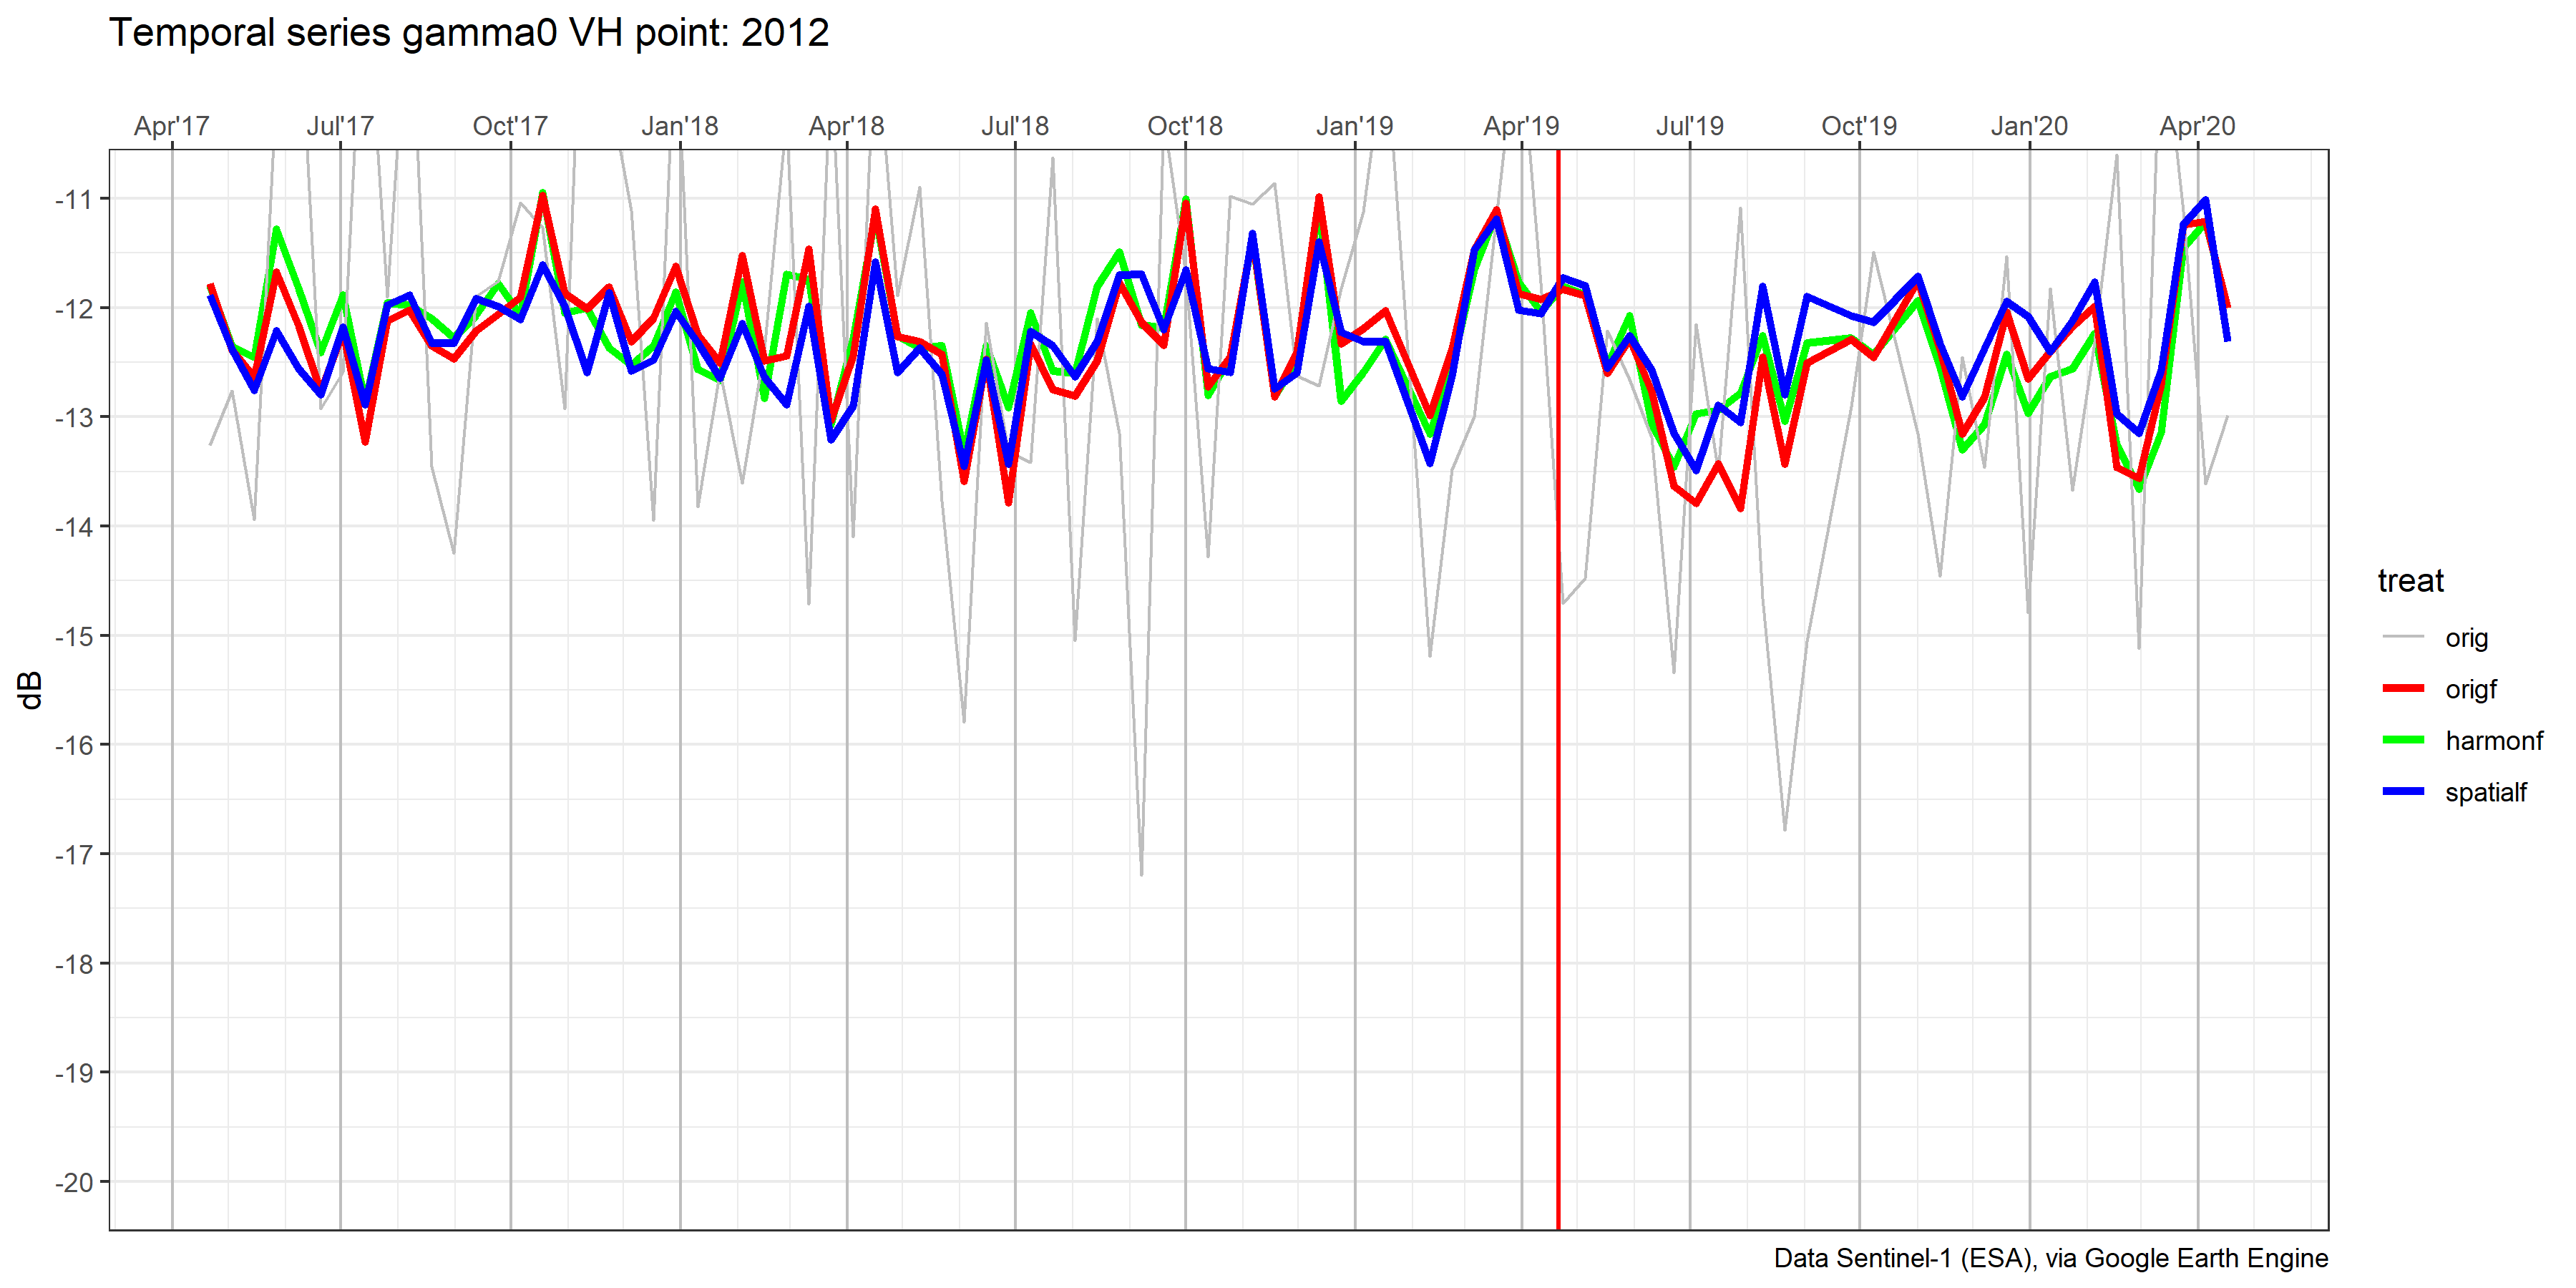 Temporal series gamma0 VH point: 2012
Apr'17 Jul'17 Oct'17 Jan'18 Apr'18 Jul'18 Oct'18 Jan'19 Apr'19 Jul'19 Oct'19 Jan'20 Apr'20
-11
-12
-13
-14
-15
-16
-17
-18
-19
-20
dB
treat
orig
origf
harmonf
spatialf
Data Sentinel-1 (ESA), via Google Earth Engine